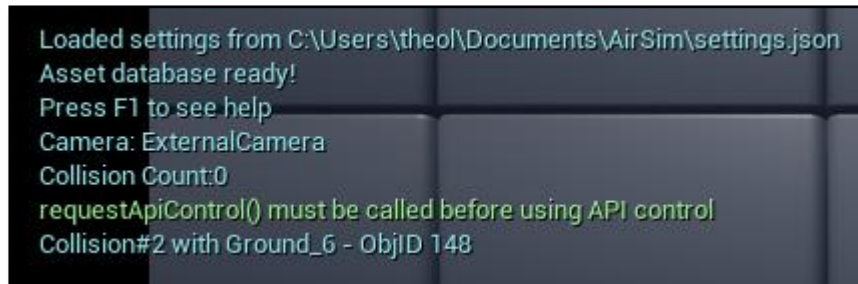 Loaded settings from C:\Users\theol\Documents\AirSim\settings.json
Asset database ready!
Press F1 to see help
Camera: ExternalCamera
Collision Count:0
requestApiControl() must be called before using API control
Collision#2 with Ground_6 - ObjID 148